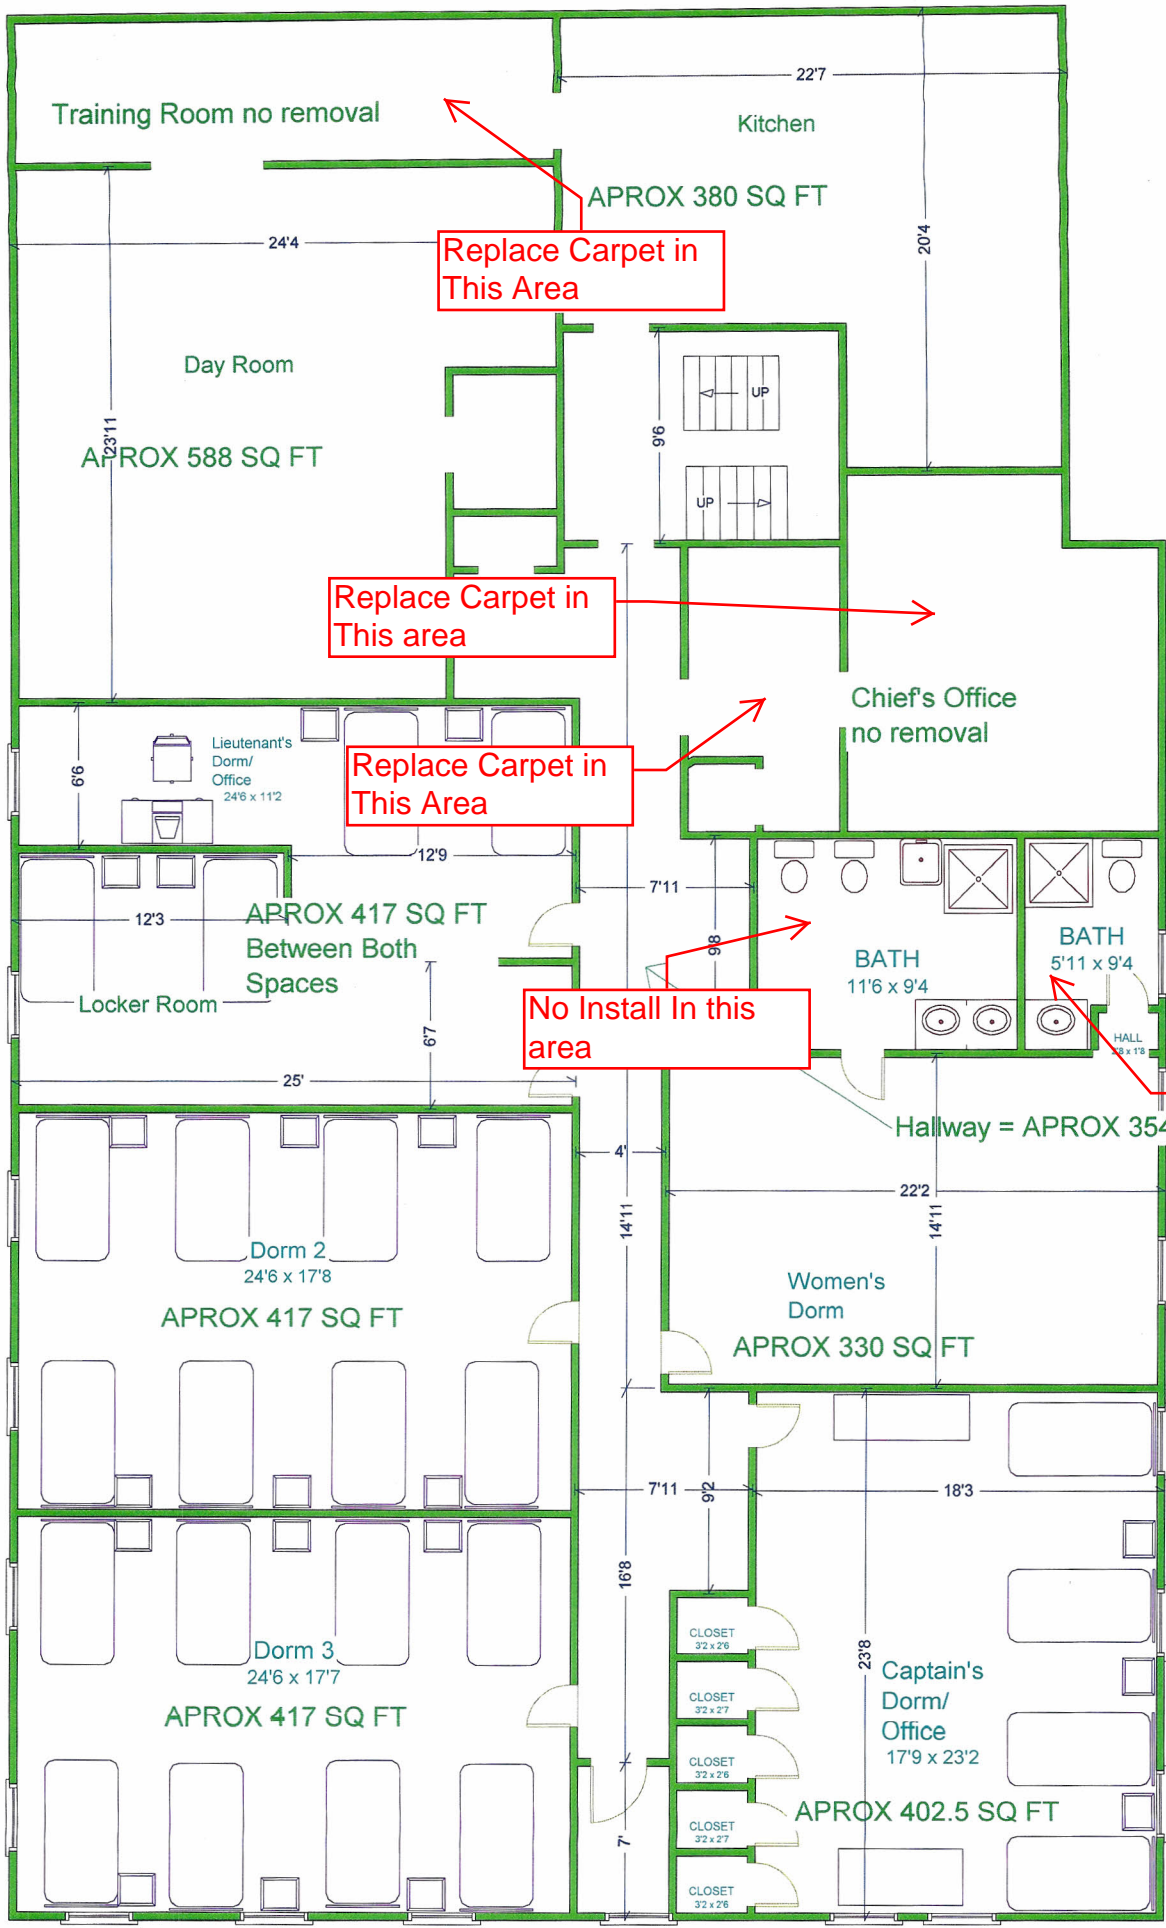 22'7
Training Room no removal
Kitchen
APROX 380 SQ FT
24'4
20'4
Replace Carpet in
This Area
Day Room
UP
9'6
23'11
APROX 588 SQ FT
UP
Replace Carpet in
This area
Chief's Office
no removal
Lieutenant's
Dorm/
Office
24'6 x 11'2
6'6
Replace Carpet in
This Area
12'9
7'11
12'3
APROX 417 SQ FT
Between Both
Spaces
Locker Room
9'8
BATH
11'6 x 9'4
BATH
5'11 x 9'4
No Install In this
area
6'7
HALL
25'
Hallway = APROX 354
4'
22'2
14'11
14'11
Dorm 2
24'6 x 17'8
APROX 417 SQ FT
Women's
Dorm
APROX 330 SQ FT
7'11
9'2
18'3
16'8
Dorm 3
24'6 x 17'7
APROX 417 SQ FT
CLOSET
3'2 x 2'6
23'8
Captain's
Dorm/
Office
17'9 x 23'2
CLOSET
3'2 x 2'7
CLOSET
3'2 x 2'6
APROX 402.5 SQ FT
CLOSET
3'2 x 2'7
7'
CLOSET
3'2 x 2'6